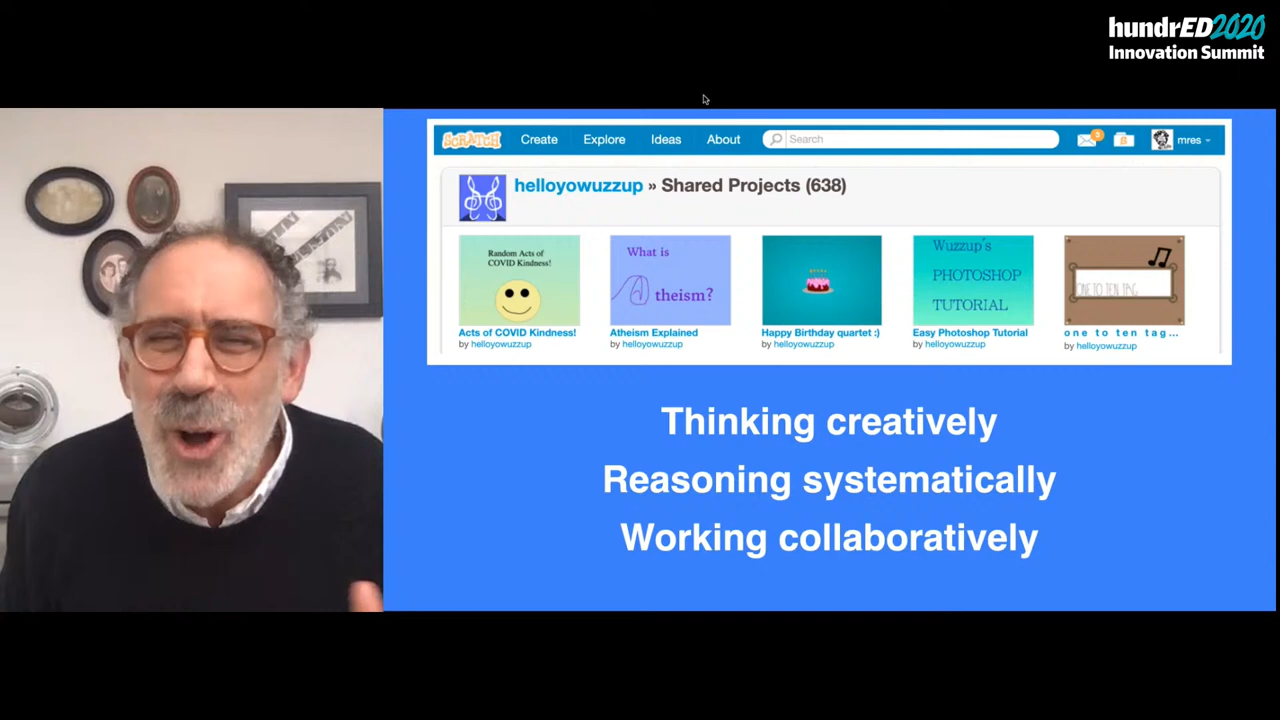 hundrED2020
Innovation Summit
SCRATCH Create Explore Ideas About Search 3 mres
helloyowuzzup » Shared Projects (638)
Random Acts of
COVID Kindness!
What is
Atheism?
Wuzzup's
PHOTOSHOP
TUTORIAL
ONE TO TEN TAG
Acts of COVID Kindness! Atheism Explained Happy Birthday quartet :) Easy Photoshop Tutorial o n e t o t e n t a g ...
by helloyowuzzup by helloyowuzzup by helloyowuzzup by helloyowuzzup by helloyowuzzup
Thinking creatively
Reasoning systematically
Working collaboratively